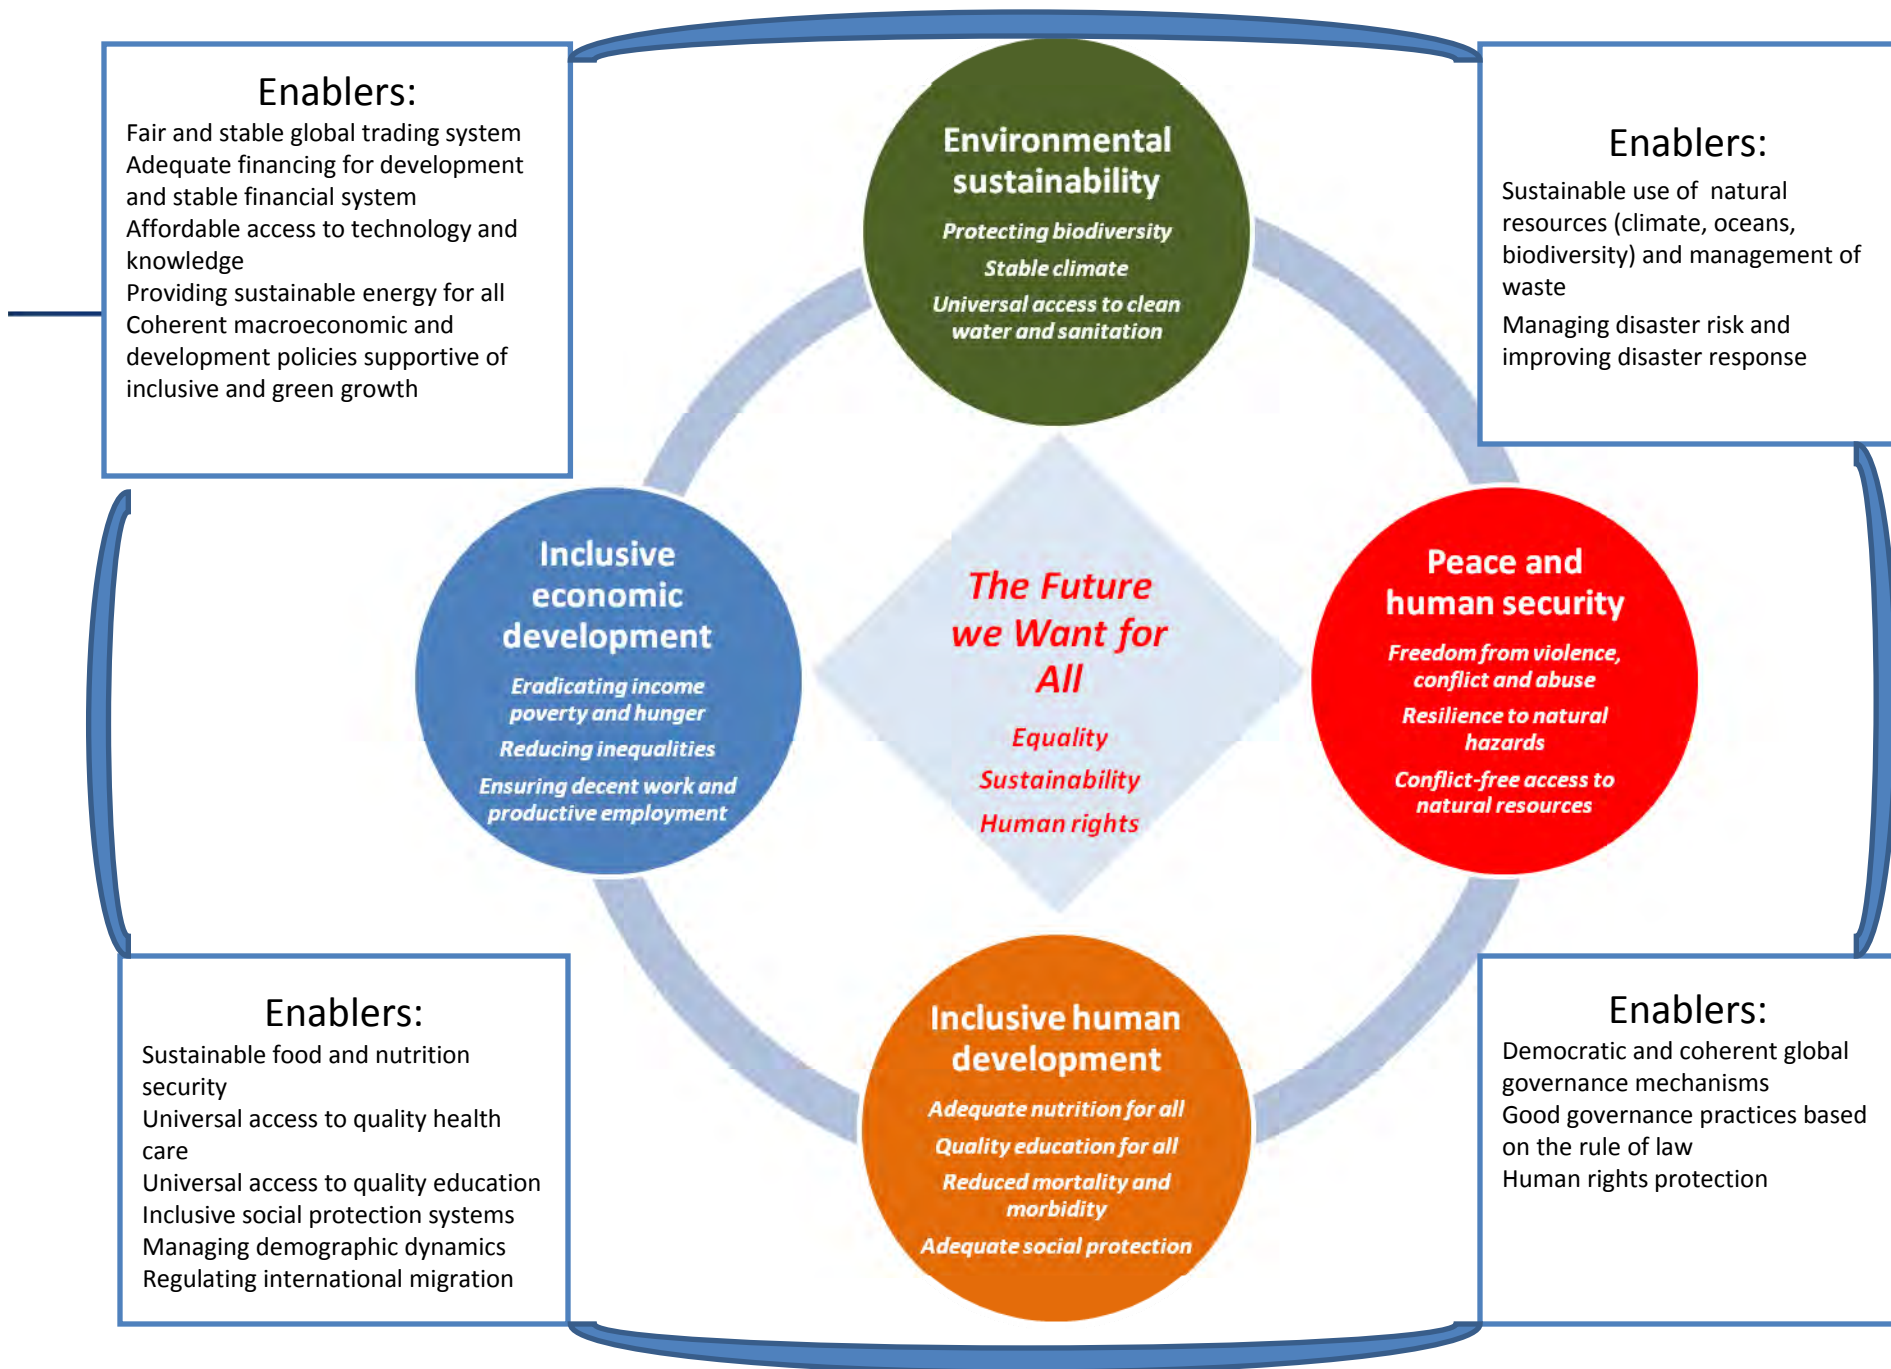 Enablers:
Fair and stable global trading system
Adequate financing for development
and stable financial system
Affordable access to technology and
knowledge
Providing sustainable energy for all
Coherent macroeconomic and
development policies supportive of
inclusive and green growth
Environmental
sustainability
Protecting biodiversity
Stable climate
Universal access to clean
water and sanitation
Enablers:
Sustainable use of natural
resources (climate, oceans,
biodiversity) and management of
waste
Managing disaster risk and
improving disaster response
Inclusive
economic
development
Eradicating income
poverty and hunger
Reducing inequalities
Ensuring decent work and
productive employment
The Future
we Want for
All
Equality
Sustainability
Human rights
Peace and
human security
Freedom from violence,
conflict and abuse
Resilience to natural
hazards
Conflict-free access to
natural resources
Enablers:
Sustainable food and nutrition
security
Universal access to quality health
care
Universal access to quality education
Inclusive social protection systems
Managing demographic dynamics
Regulating international migration
Inclusive human
development
Adequate nutrition for all
Quality education for all
Reduced mortality and
morbidity
Adequate social protection
Enablers:
Democratic and coherent global
governance mechanisms
Good governance practices based
on the rule of law
Human rights protection